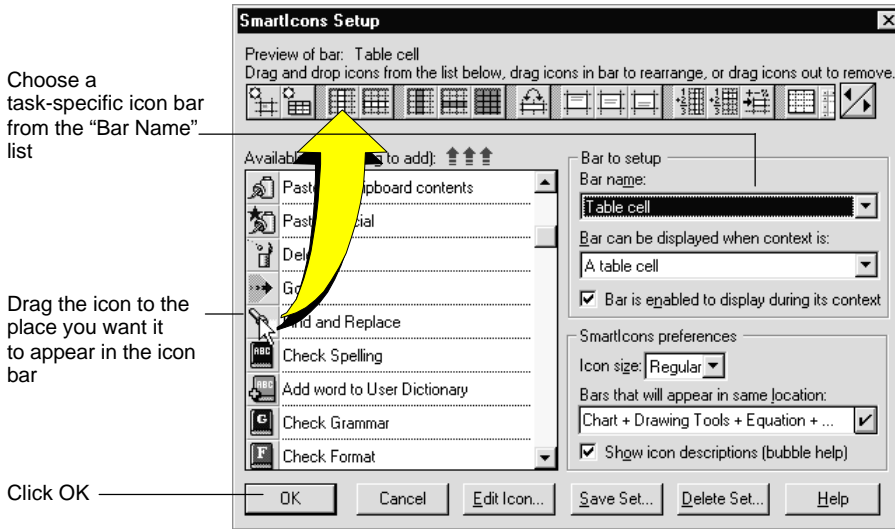 SmartIcons Setup
Preview of bar: Table cell
Drag and drop icons from the list below, drag icons in bar to rearrange, or drag icons out to remove.
Choose a
task-specific icon bar
from the “Bar Name”
list
to add):
Bar to setup
Bar name:
Table cell
Bar can be displayed when context is:
A table cell
Bar is enabled to display during its context
Drag the icon to the
place you want it
to appear in the icon
bar
contents
and Replace
Check Spelling
Add word to User Dictionary
Check Grammar
Check Format
SmartIcons preferences
Icon size: Regular
Bars that will appear in same location:
Chart + Drawing Tools + Equation + ...
Show icon descriptions (bubble help)
Click OK
OK
Cancel
Edit Icon...
Save Set...
Delete Set...
Help